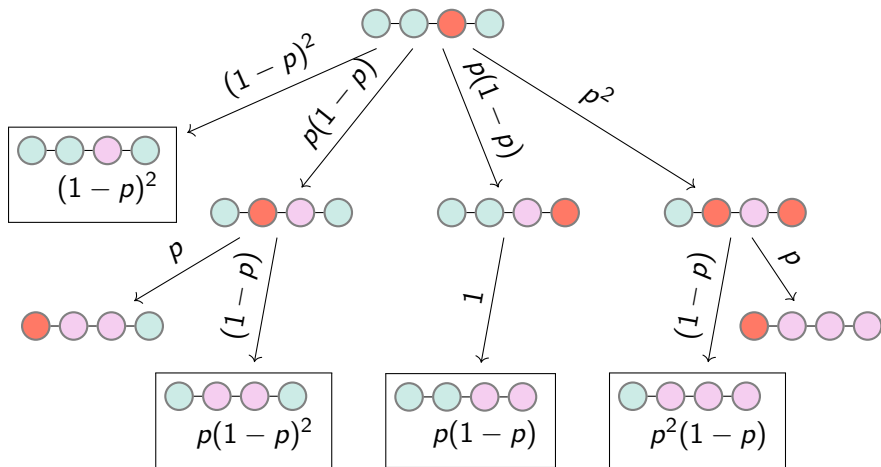 (1 − p)²
p(1 − p)
p(1 − p)
p²
(1 − p)²
p
(1 − p)
1
(1 − p)
p
p(1 − p)²
p(1 − p)
p²(1 − p)